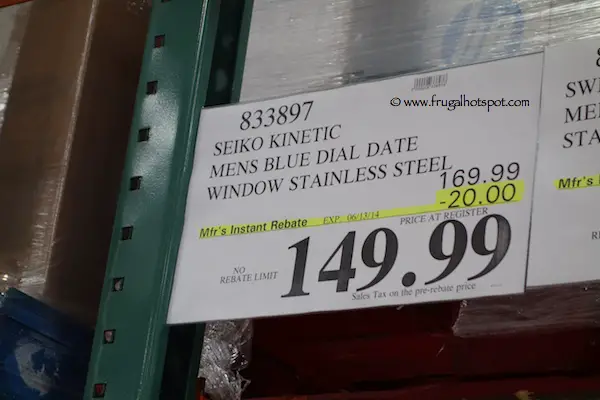 © www.frugalhotspot.com
833897
SEIKO KINETIC
MENS BLUE DIAL DATE
WINDOW STAINLESS STEEL
169.99
-20.00
Mfr's Instant Rebate EXP. 06/13/14 PRICE AT REGISTER
NO
REBATE LIMIT
149.99
Sales Tax on the pre-rebate price
8
SW
ME
STA
Mfr's
R